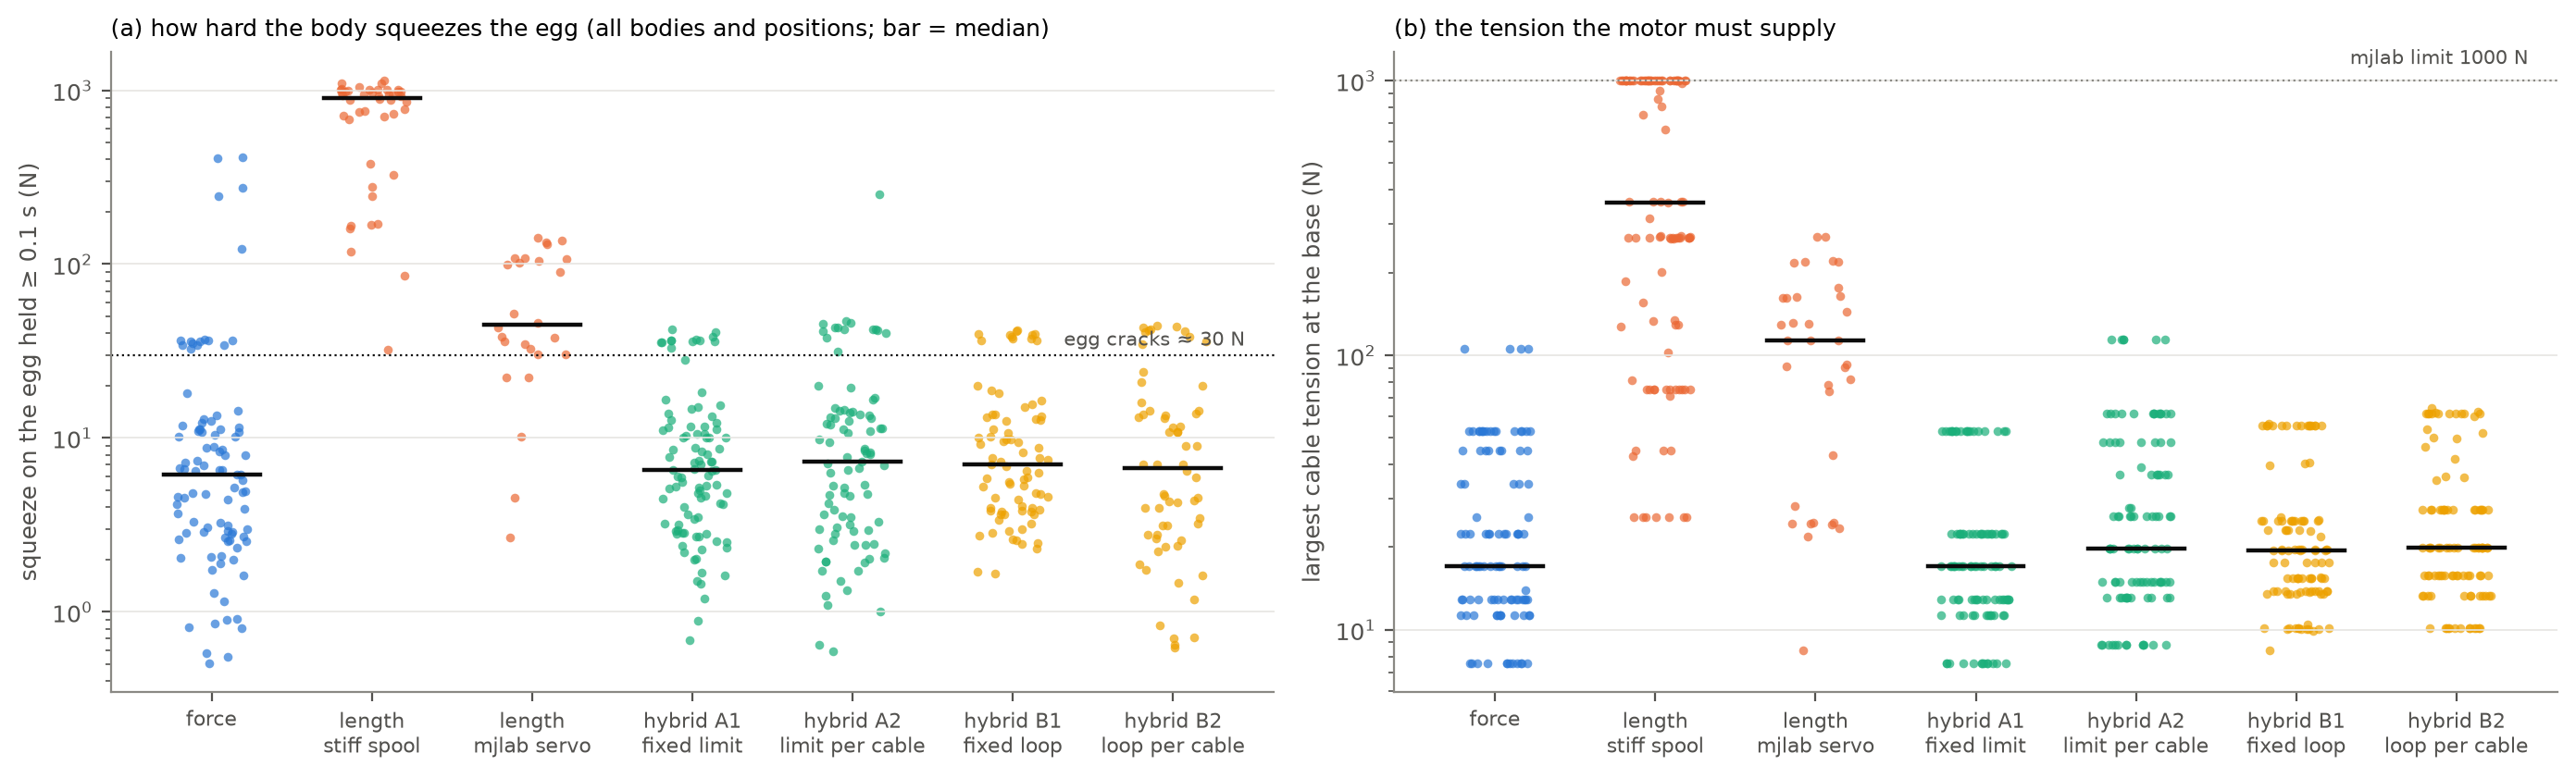 (a) how hard the body squeezes the egg (all bodies and positions; bar = median)
squeeze on the egg held ≥ 0.1 s (N)
10³
10²
10¹
10⁰
egg cracks ≈ 30 N
force
length
stiff spool
length
mjlab servo
hybrid A1
fixed limit
hybrid A2
limit per cable
hybrid B1
fixed loop
hybrid B2
loop per cable
(b) the tension the motor must supply
mjlab limit 1000 N
largest cable tension at the base (N)
10³
10²
10¹
force
length
stiff spool
length
mjlab servo
hybrid A1
fixed limit
hybrid A2
limit per cable
hybrid B1
fixed loop
hybrid B2
loop per cable